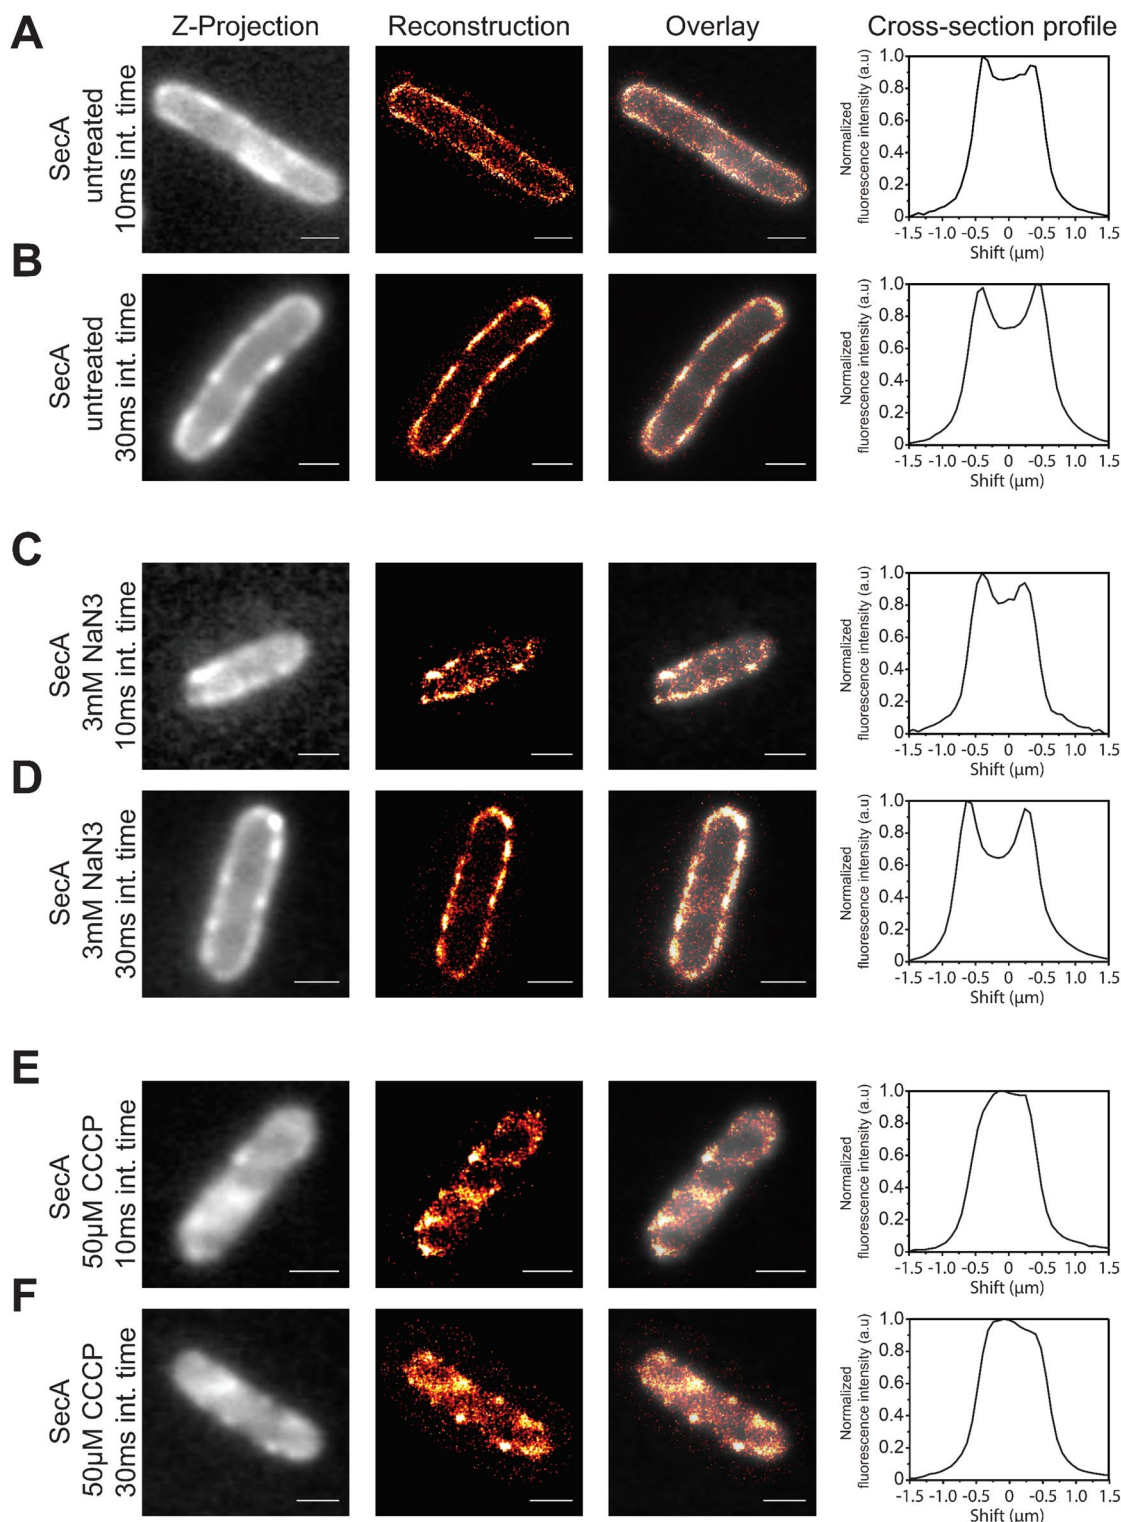 A
Z-Projection
Reconstruction
Overlay
Cross-section profile
SecA
untreated
10ms int. time
Normalized
fluorescence intensity (a.u)
1.0
0.8
0.6
0.4
0.2
0
-1.5 -1.0 -0.5 0 -0.5 1.0 1.5
Shift (µm)
B
SecA
untreated
30ms int. time
Normalized
fluorescence intensity (a.u)
1.0
0.8
0.6
0.4
0.2
0
-1.5 -1.0 -0.5 0 -0.5 1.0 1.5
Shift (µm)
C
SecA
3mM NaN3
10ms int. time
Normalized
fluorescence intensity (a.u)
1.0
0.8
0.6
0.4
0.2
0
-1.5 -1.0 -0.5 0 -0.5 1.0 1.5
Shift (µm)
D
SecA
3mM NaN3
30ms int. time
Normalized
fluorescence intensity (a.u)
1.0
0.8
0.6
0.4
0.2
0
-1.5 -1.0 -0.5 0 -0.5 1.0 1.5
Shift (µm)
E
SecA
50µM CCCP
10ms int. time
Normalized
fluorescence intensity (a.u)
1.0
0.8
0.6
0.4
0.2
0
-1.5 -1.0 -0.5 0 -0.5 1.0 1.5
Shift (µm)
F
SecA
50µM CCCP
30ms int. time
Normalized
fluorescence intensity (a.u)
1.0
0.8
0.6
0.4
0.2
0
-1.5 -1.0 -0.5 0 -0.5 1.0 1.5
Shift (µm)